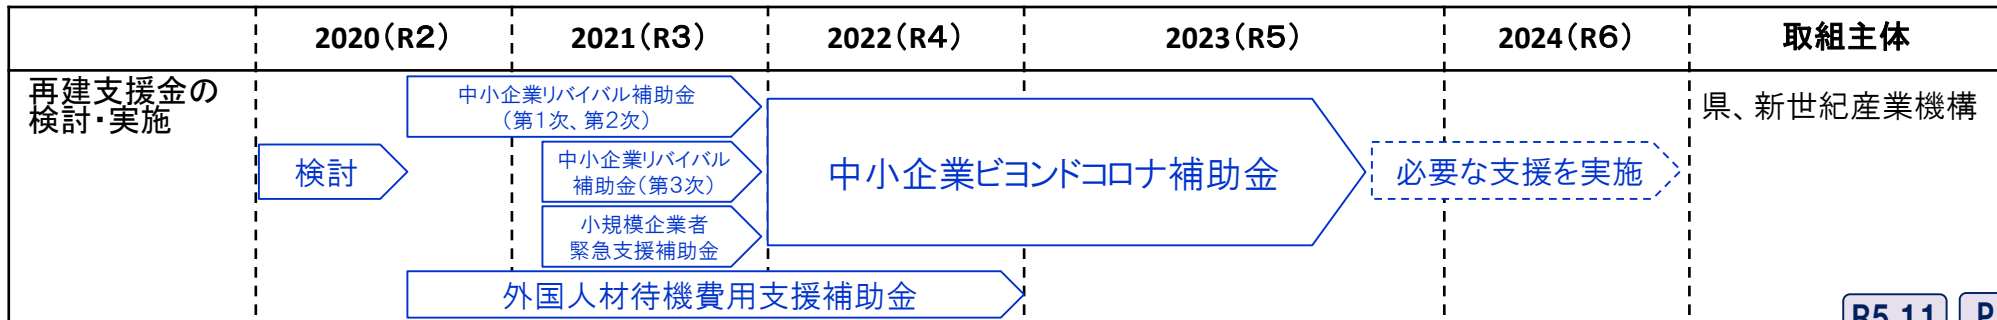 2020(R2) 2021(R3) 2022(R4) 2023(R5) 2024(R6) 取組主体
再建支援金の
検討・実施
検討
中小企業リバイバル補助金
(第1次、第2次)
中小企業リバイバル
補助金(第3次)
小規模企業者
緊急支援補助金
外国人材待機費用支援補助金
中小企業ビヨンドコロナ補助金
必要な支援を実施
県、新世紀産業機構
R5.11
P